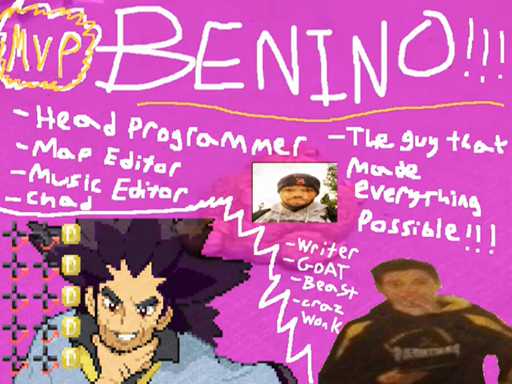 MVP
BENINO!!!
- Head Programmer
- Map Editor
- Music Editor
- Chad
- The guy that
made
everything
possible!!!
- Writer
- GOAT
- Beast
- craz
wonk